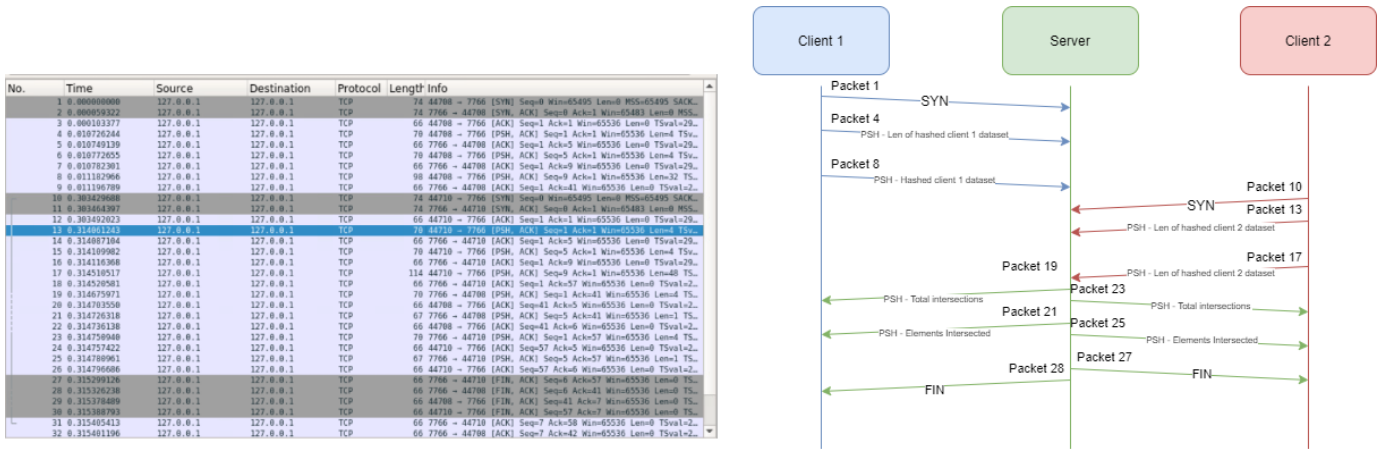 No. Time Source Destination Protocol Length Info
1 0.000000000 127.0.0.1 127.0.0.1 TCP 74 44708 → 7766 [SYN] Seq=0 Win=65495 Len=0 MSS=65495 SACK…
2 0.000059322 127.0.0.1 127.0.0.1 TCP 74 7766 → 44708 [SYN, ACK] Seq=0 Ack=1 Win=65483 Len=0 MSS…
3 0.000103377 127.0.0.1 127.0.0.1 TCP 66 44708 → 7766 [ACK] Seq=1 Ack=1 Win=65536 Len=0 TSval=29…
4 0.010726244 127.0.0.1 127.0.0.1 TCP 70 44708 → 7766 [PSH, ACK] Seq=1 Ack=1 Win=65536 Len=4 TSv…
5 0.010749139 127.0.0.1 127.0.0.1 TCP 66 7766 → 44708 [ACK] Seq=1 Ack=5 Win=65536 Len=0 TSval=29…
6 0.010772655 127.0.0.1 127.0.0.1 TCP 70 44708 → 7766 [PSH, ACK] Seq=5 Ack=1 Win=65536 Len=4 TSv…
7 0.010782301 127.0.0.1 127.0.0.1 TCP 66 7766 → 44708 [ACK] Seq=1 Ack=9 Win=65536 Len=0 TSval=29…
8 0.011182966 127.0.0.1 127.0.0.1 TCP 98 44708 → 7766 [PSH, ACK] Seq=9 Ack=1 Win=65536 Len=32 TS…
9 0.011196789 127.0.0.1 127.0.0.1 TCP 66 7766 → 44708 [ACK] Seq=1 Ack=41 Win=65536 Len=0 TSval=2…
10 0.303429608 127.0.0.1 127.0.0.1 TCP 74 44710 → 7766 [SYN] Seq=0 Win=65495 Len=0 MSS=65495 SACK…
11 0.303464397 127.0.0.1 127.0.0.1 TCP 74 7766 → 44710 [SYN, ACK] Seq=0 Ack=1 Win=65483 Len=0 MSS…
12 0.303492023 127.0.0.1 127.0.0.1 TCP 66 44710 → 7766 [ACK] Seq=1 Ack=1 Win=65536 Len=0 TSval=29…
13 0.314061243 127.0.0.1 127.0.0.1 TCP 70 44710 → 7766 [PSH, ACK] Seq=1 Ack=1 Win=65536 Len=4 TSv…
14 0.314087104 127.0.0.1 127.0.0.1 TCP 66 7766 → 44710 [ACK] Seq=1 Ack=5 Win=65536 Len=0 TSval=29…
15 0.314109982 127.0.0.1 127.0.0.1 TCP 70 44710 → 7766 [PSH, ACK] Seq=5 Ack=1 Win=65536 Len=4 TSv…
16 0.314116368 127.0.0.1 127.0.0.1 TCP 66 7766 → 44710 [ACK] Seq=1 Ack=9 Win=65536 Len=0 TSval=29…
17 0.314510517 127.0.0.1 127.0.0.1 TCP 114 44710 → 7766 [PSH, ACK] Seq=9 Ack=1 Win=65536 Len=48 TS…
18 0.314520581 127.0.0.1 127.0.0.1 TCP 66 7766 → 44710 [ACK] Seq=1 Ack=57 Win=65536 Len=0 TSval=2…
19 0.314675971 127.0.0.1 127.0.0.1 TCP 70 7766 → 44708 [PSH, ACK] Seq=1 Ack=41 Win=65536 Len=4 TS…
20 0.314703550 127.0.0.1 127.0.0.1 TCP 66 44708 → 7766 [ACK] Seq=41 Ack=5 Win=65536 Len=0 TSval=2…
21 0.314726318 127.0.0.1 127.0.0.1 TCP 67 7766 → 44708 [PSH, ACK] Seq=5 Ack=41 Win=65536 Len=1 TS…
22 0.314736138 127.0.0.1 127.0.0.1 TCP 66 44708 → 7766 [ACK] Seq=41 Ack=6 Win=65536 Len=0 TSval=2…
23 0.314750940 127.0.0.1 127.0.0.1 TCP 70 7766 → 44710 [PSH, ACK] Seq=1 Ack=57 Win=65536 Len=4 TS…
24 0.314757422 127.0.0.1 127.0.0.1 TCP 66 44710 → 7766 [ACK] Seq=57 Ack=5 Win=65536 Len=0 TSval=2…
25 0.314780961 127.0.0.1 127.0.0.1 TCP 67 7766 → 44710 [PSH, ACK] Seq=5 Ack=57 Win=65536 Len=1 TS…
26 0.314796686 127.0.0.1 127.0.0.1 TCP 66 44710 → 7766 [ACK] Seq=57 Ack=6 Win=65536 Len=0 TSval=2…
27 0.315299126 127.0.0.1 127.0.0.1 TCP 66 7766 → 44710 [FIN, ACK] Seq=6 Ack=57 Win=65536 Len=0 TS…
28 0.315326238 127.0.0.1 127.0.0.1 TCP 66 7766 → 44708 [FIN, ACK] Seq=6 Ack=41 Win=65536 Len=0 TS…
29 0.315378489 127.0.0.1 127.0.0.1 TCP 66 44708 → 7766 [FIN, ACK] Seq=41 Ack=7 Win=65536 Len=0 TS…
30 0.315388793 127.0.0.1 127.0.0.1 TCP 66 44710 → 7766 [FIN, ACK] Seq=57 Ack=7 Win=65536 Len=0 TS…
31 0.315405413 127.0.0.1 127.0.0.1 TCP 66 7766 → 44710 [ACK] Seq=7 Ack=58 Win=65536 Len=0 TSval=2…
32 0.315401196 127.0.0.1 127.0.0.1 TCP 66 7766 → 44708 [ACK] Seq=7 Ack=42 Win=65536 Len=0 TSval=2…
Client 1
Server
Client 2
Packet 1
SYN
Packet 4
PSH - Len of hashed client 1 dataset
Packet 8
PSH - Hashed client 1 dataset
Packet 10
SYN
Packet 13
PSH - Len of hashed client 2 dataset
Packet 17
PSH - Len of hashed client 2 dataset
Packet 19
PSH - Total intersections
Packet 23
PSH - Total intersections
Packet 21
PSH - Elements Intersected
Packet 25
PSH - Elements Intersected
Packet 27
FIN
Packet 28
FIN